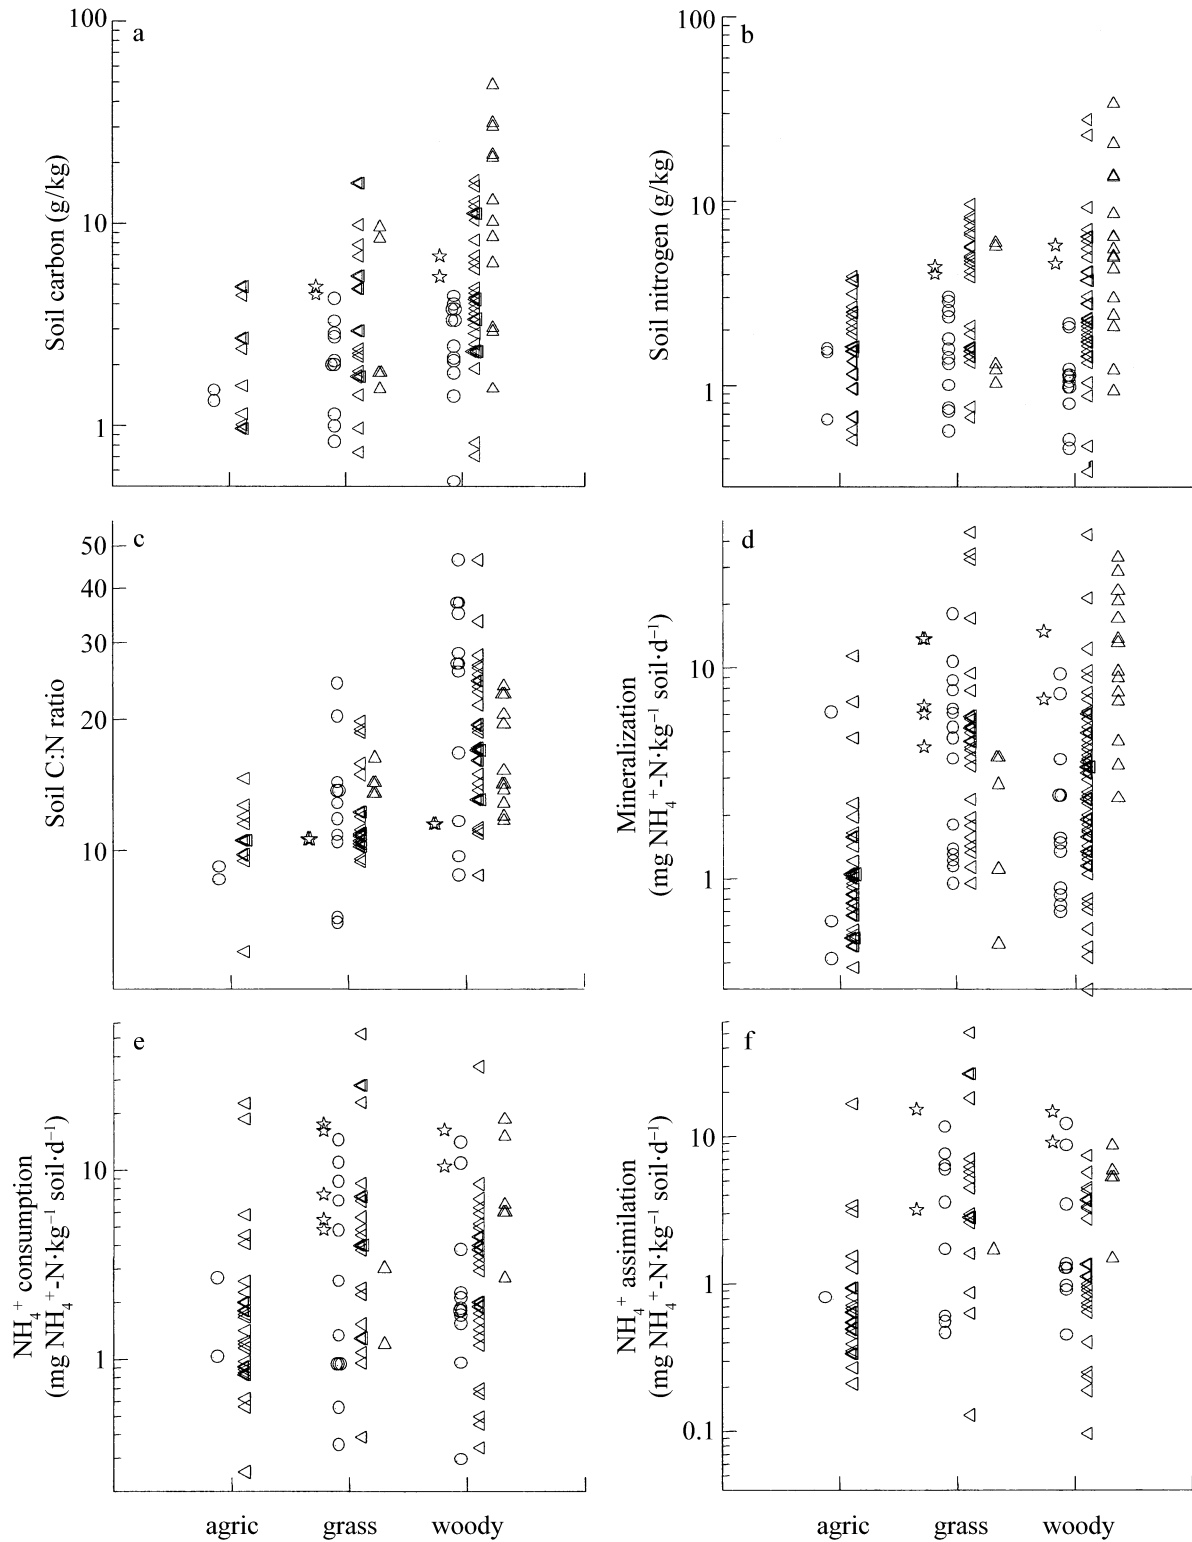 100
a
10
1
Soil carbon (g/kg)
100
b
10
1
Soil nitrogen (g/kg)
50
c
40
30
20
10
Soil C:N ratio
d
10
1
Mineralization
(mg NH₄⁺-N·kg⁻¹ soil·d⁻¹)
e
10
1
NH₄⁺ consumption
(mg NH₄⁺-N·kg⁻¹ soil·d⁻¹)
agric grass woody
f
10
1
0.1
NH₄⁺ assimilation
(mg NH₄⁺-N·kg⁻¹ soil·d⁻¹)
agric grass woody